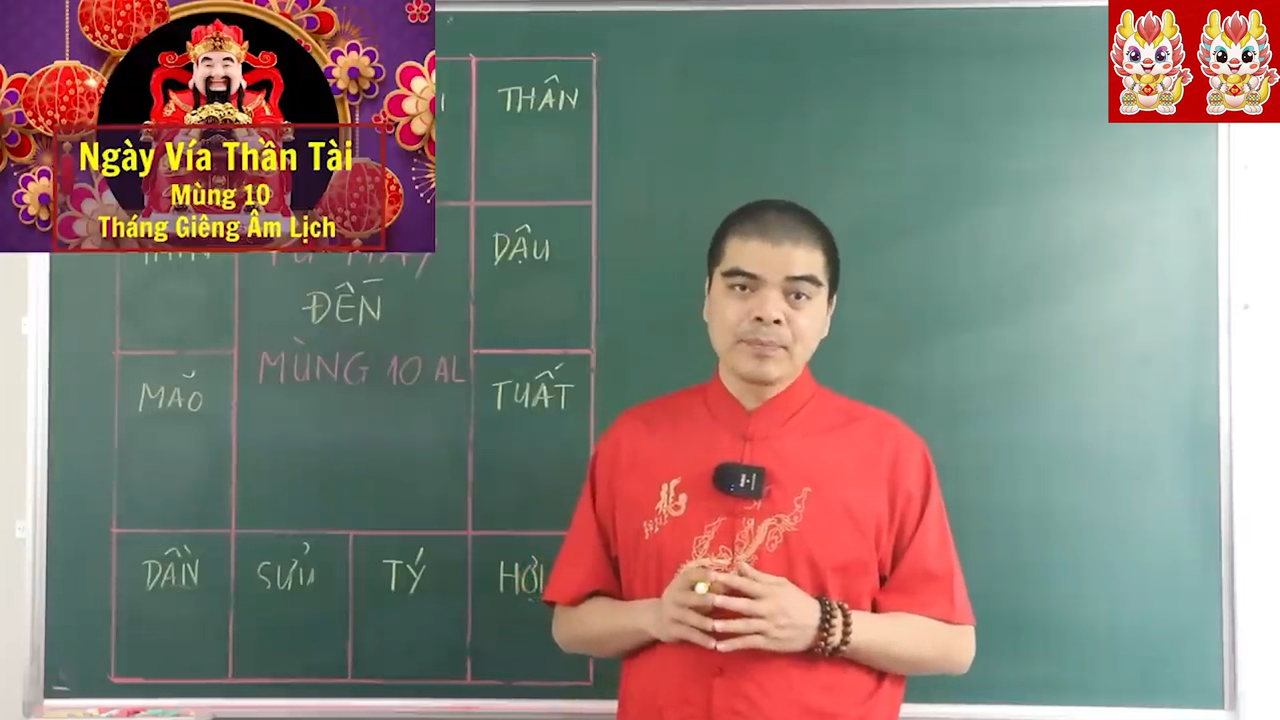 Ngày Vía Thần Tài
Mùng 10
Tháng Giêng Âm Lịch
THÂN
DẬU
ĐẾN
MÙNG 10 AL
MÃO
TUẤT
DẦN
SỬU
TÝ
HỢI